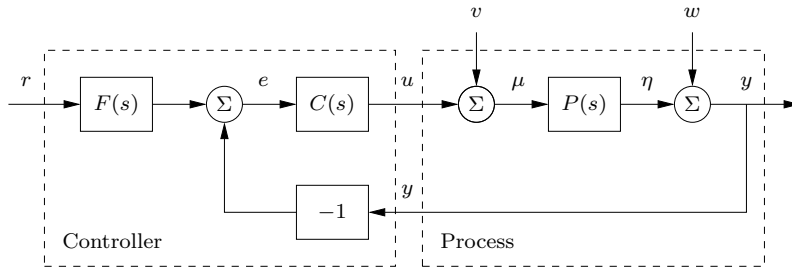 v
w
r
F(s)
Σ
e
C(s)
u
Σ
μ
P(s)
η
Σ
y
−1
y
Controller
Process